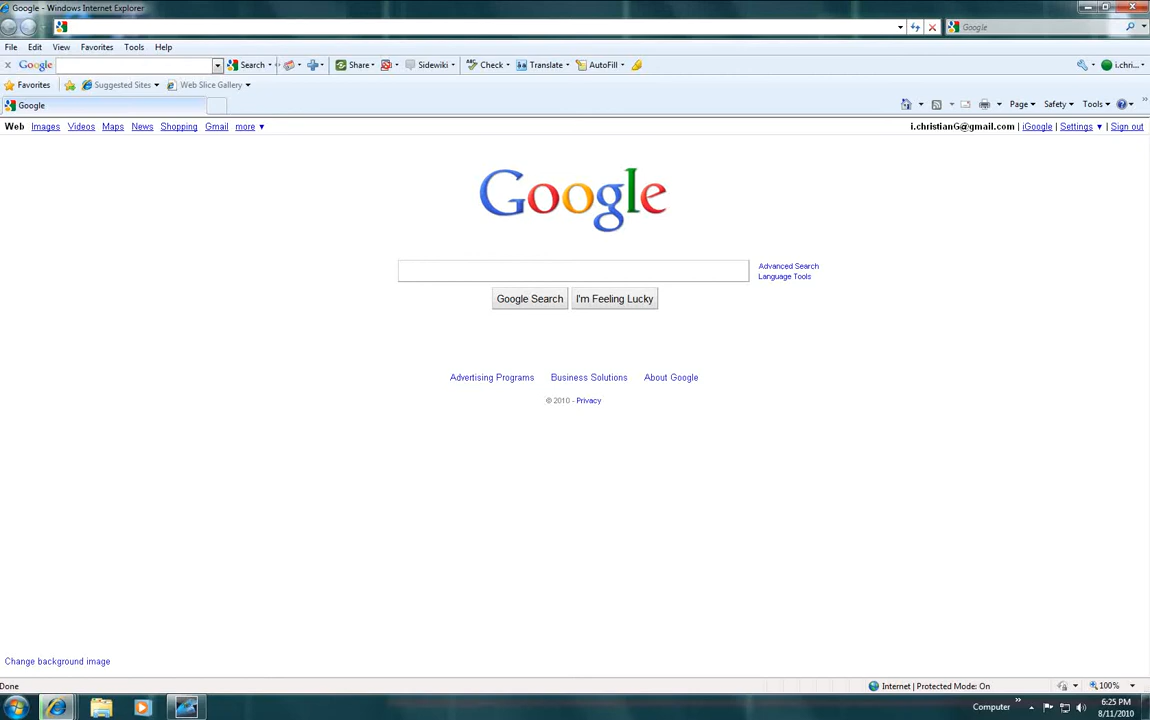 Google - Windows Internet Explorer
Google
File Edit View Favorites Tools Help
x Google Search Share Sidewiki Check Translate AutoFill i.chri...
Favorites Suggested Sites Web Slice Gallery
Google Page Safety Tools
Web Images Videos Maps News Shopping Gmail more ▼ i.christianG@gmail.com | iGoogle | Settings ▼ | Sign out
Google
Advanced Search
Language Tools
Google Search I'm Feeling Lucky
Advertising Programs Business Solutions About Google
© 2010 - Privacy
Change background image
Done Internet | Protected Mode: On 100%
Computer 6:25 PM
8/11/2010